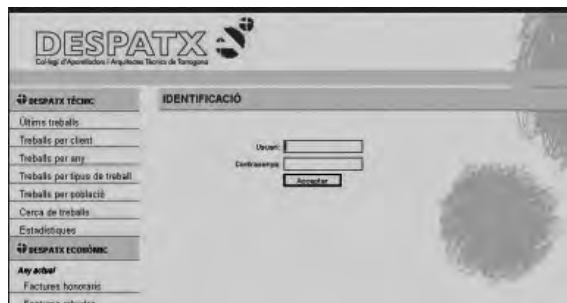 DESPATX
Col·legi d'Aparelladors i Arquitectes Tècnics de Tarragona
DESPATX TÈCNIC
Últims treballs
Treballs per client
Treballs per any
Treballs per tipus de treball
Treballs per població
Cerca de treballs
Estadístiques
DESPATX ECONÒMIC
Any actual
Factures honoraris
IDENTIFICACIÓ
Usuari:
Contrasenya:
Acceptar